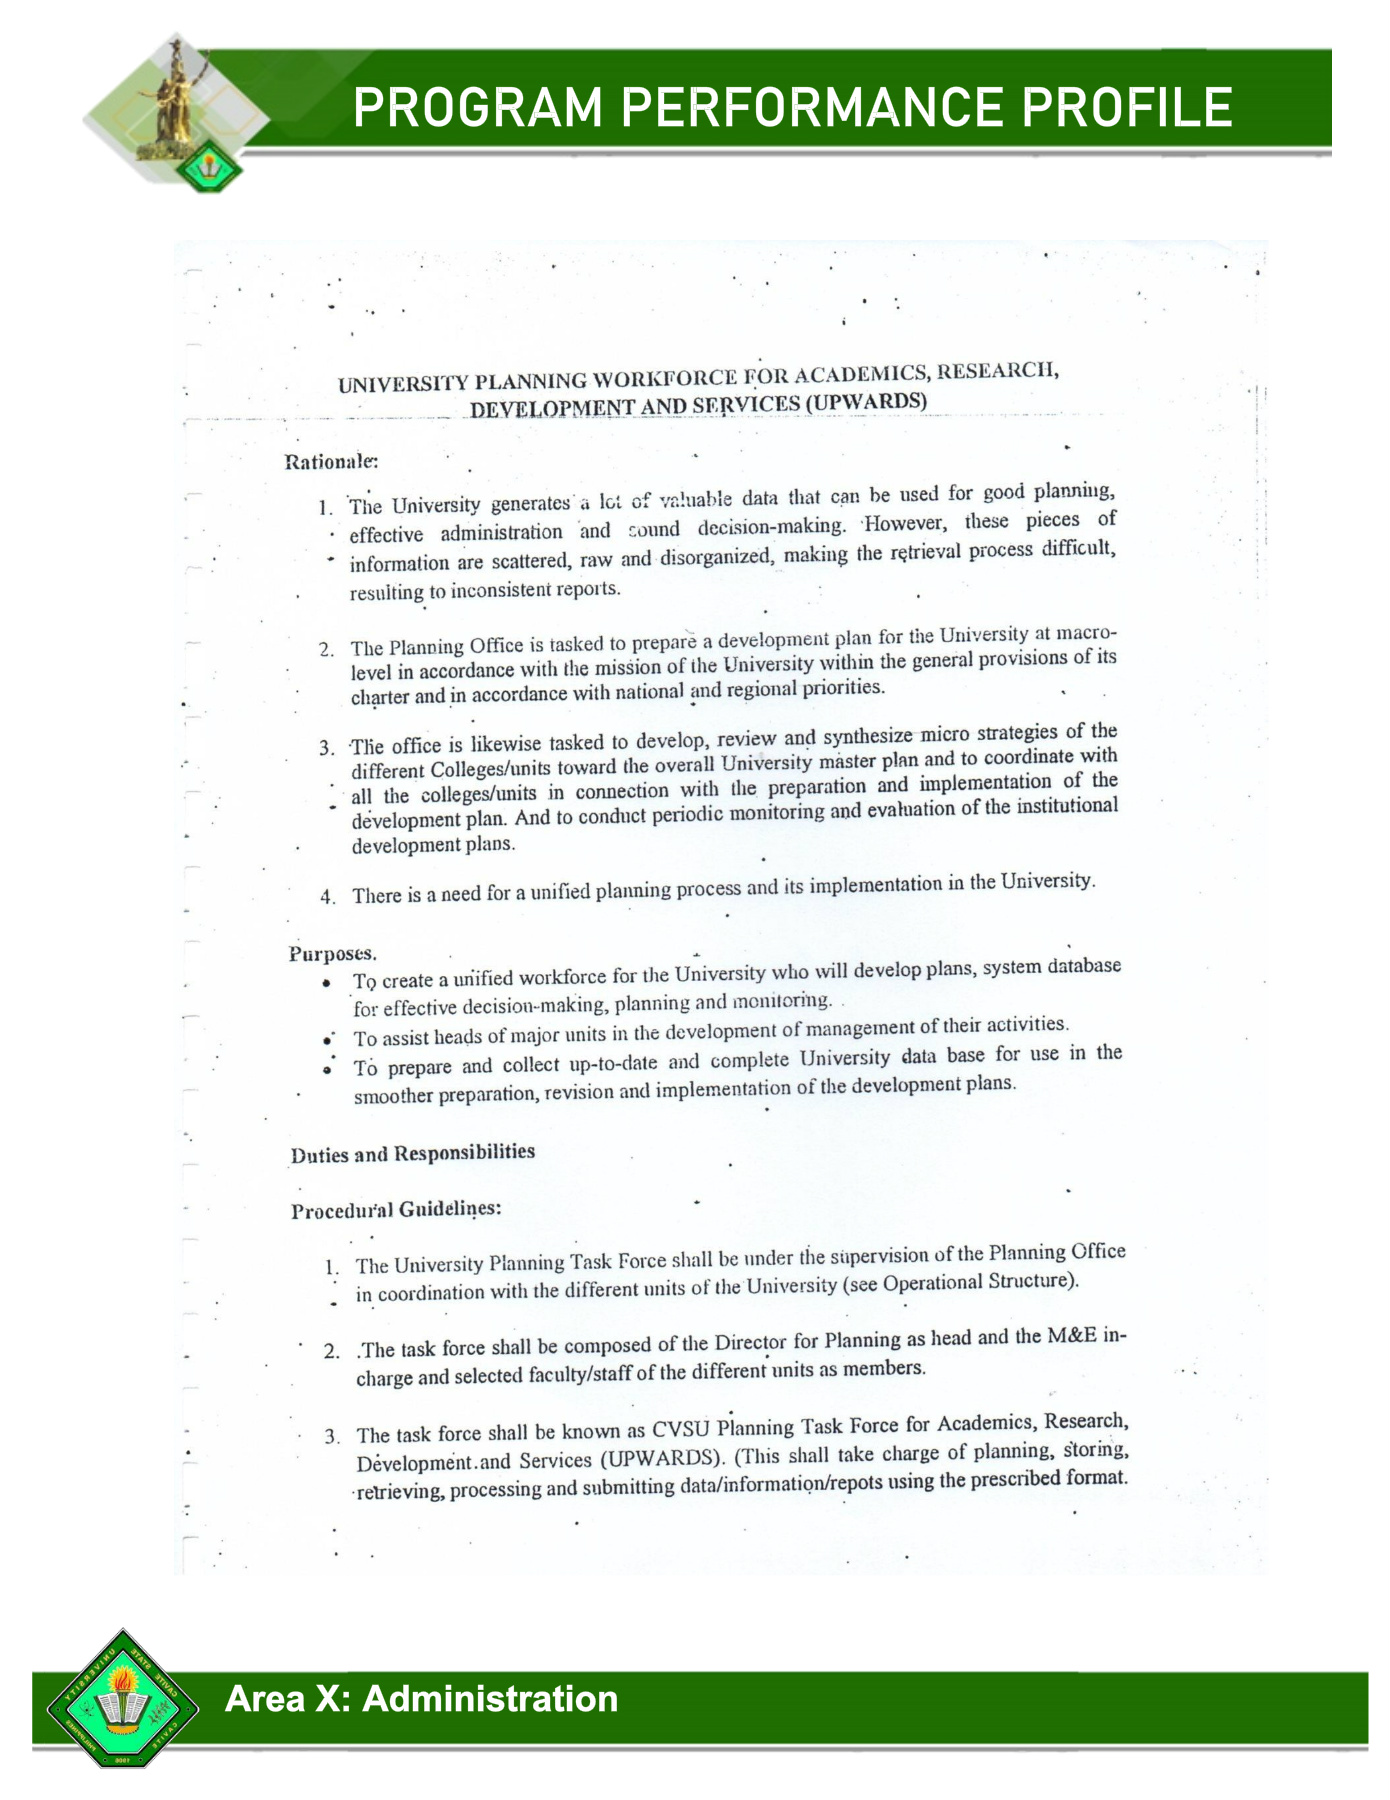 PROGRAM PERFORMANCE PROFILE
UNIVERSITY PLANNING WORKFORCE FOR ACADEMICS, RESEARCH,
DEVELOPMENT AND SERVICES (UPWARDS)
Rationale:
1. The University generates a lot of valuable data that can be used for good planning,
effective administration and sound decision-making. However, these pieces of
information are scattered, raw and disorganized, making the retrieval process difficult,
resulting to inconsistent reports.
2. The Planning Office is tasked to prepare a development plan for the University at macro-
level in accordance with the mission of the University within the general provisions of its
charter and in accordance with national and regional priorities.
3. The office is likewise tasked to develop, review and synthesize micro strategies of the
different Colleges/units toward the overall University master plan and to coordinate with
all the colleges/units in connection with the preparation and implementation of the
development plan. And to conduct periodic monitoring and evaluation of the institutional
development plans.
4. There is a need for a unified planning process and its implementation in the University.
Purposes.
• To create a unified workforce for the University who will develop plans, system database
for effective decision-making, planning and monitoring.
• To assist heads of major units in the development of management of their activities.
• To prepare and collect up-to-date and complete University data base for use in the
smoother preparation, revision and implementation of the development plans.
Duties and Responsibilities
Procedural Guidelines:
1. The University Planning Task Force shall be under the supervision of the Planning Office
in coordination with the different units of the University (see Operational Structure).
2. .The task force shall be composed of the Director for Planning as head and the M&E in-
charge and selected faculty/staff of the different units as members.
3. The task force shall be known as CVSU Planning Task Force for Academics, Research,
Development and Services (UPWARDS). (This shall take charge of planning, storing,
retrieving, processing and submitting data/information/repots using the prescribed format.
CAVITE STATE UNIVERSITY
CAVITE
PHILIPPINES
1906
Area X: Administration